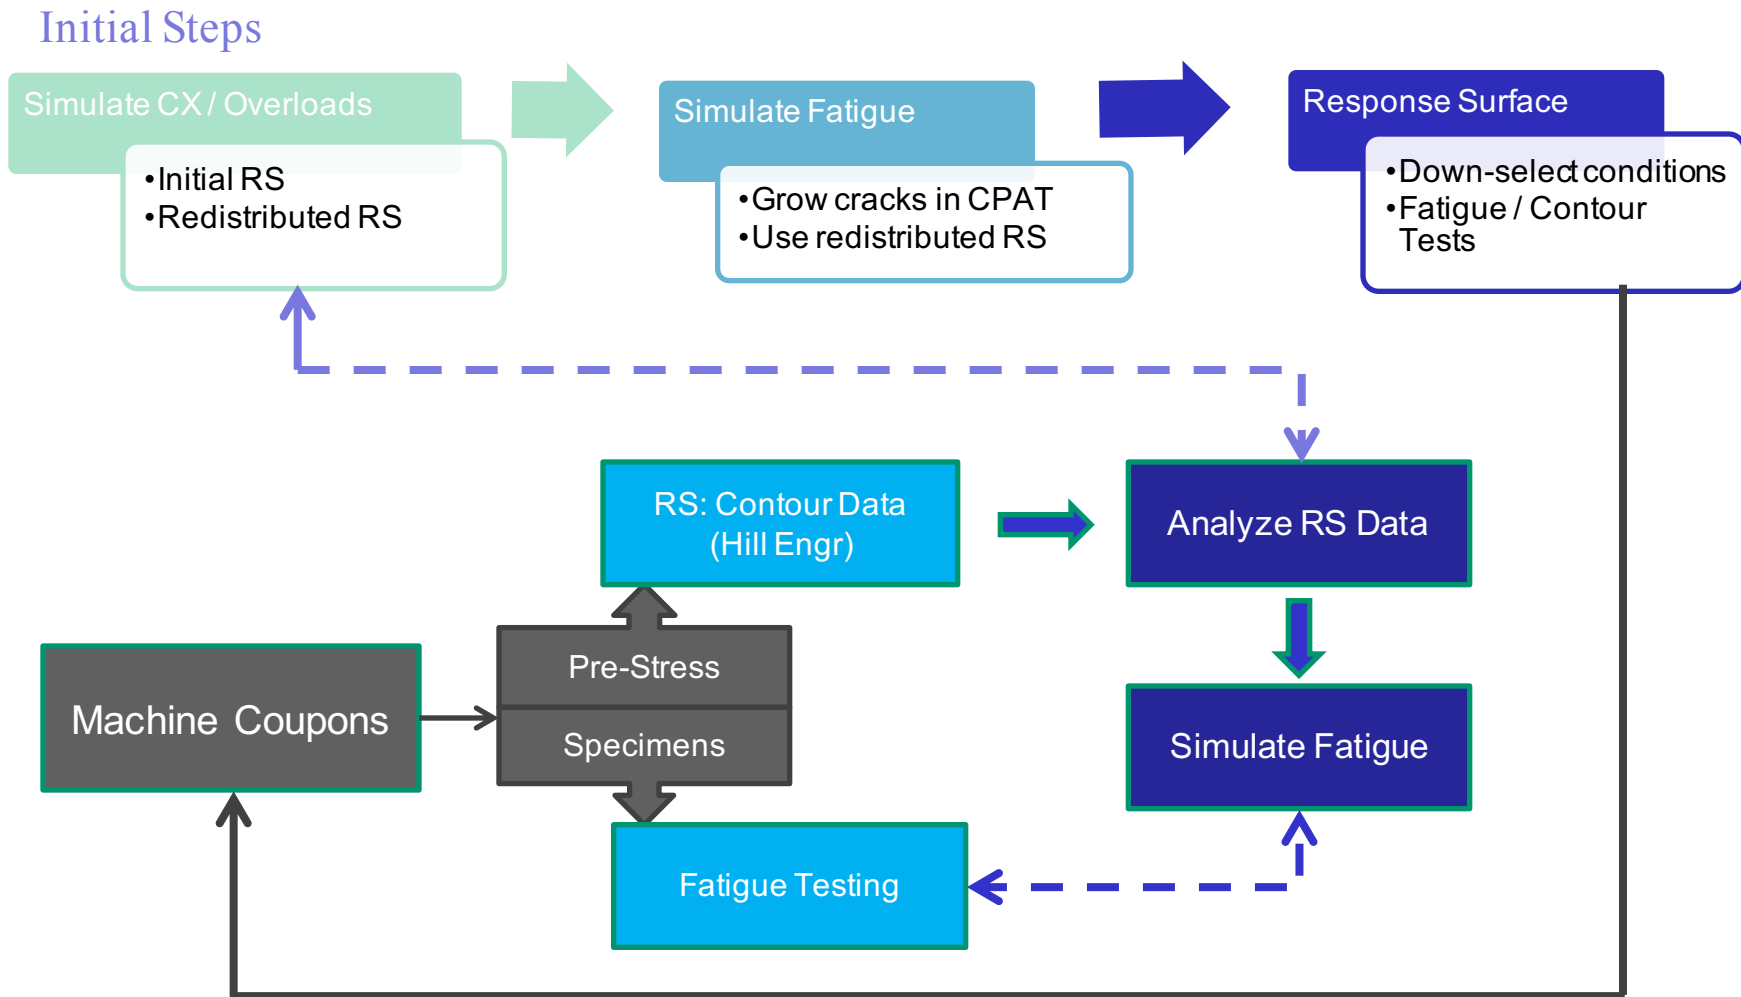 Initial Steps
Simulate CX / Overloads
•Initial RS
•Redistributed RS
Simulate Fatigue
•Grow cracks in CPAT
•Use redistributed RS
Response Surface
•Down-select conditions
•Fatigue / Contour
Tests
RS: Contour Data
(Hill Engr)
Analyze RS Data
Pre-Stress
Machine Coupons
Specimens
Simulate Fatigue
Fatigue Testing